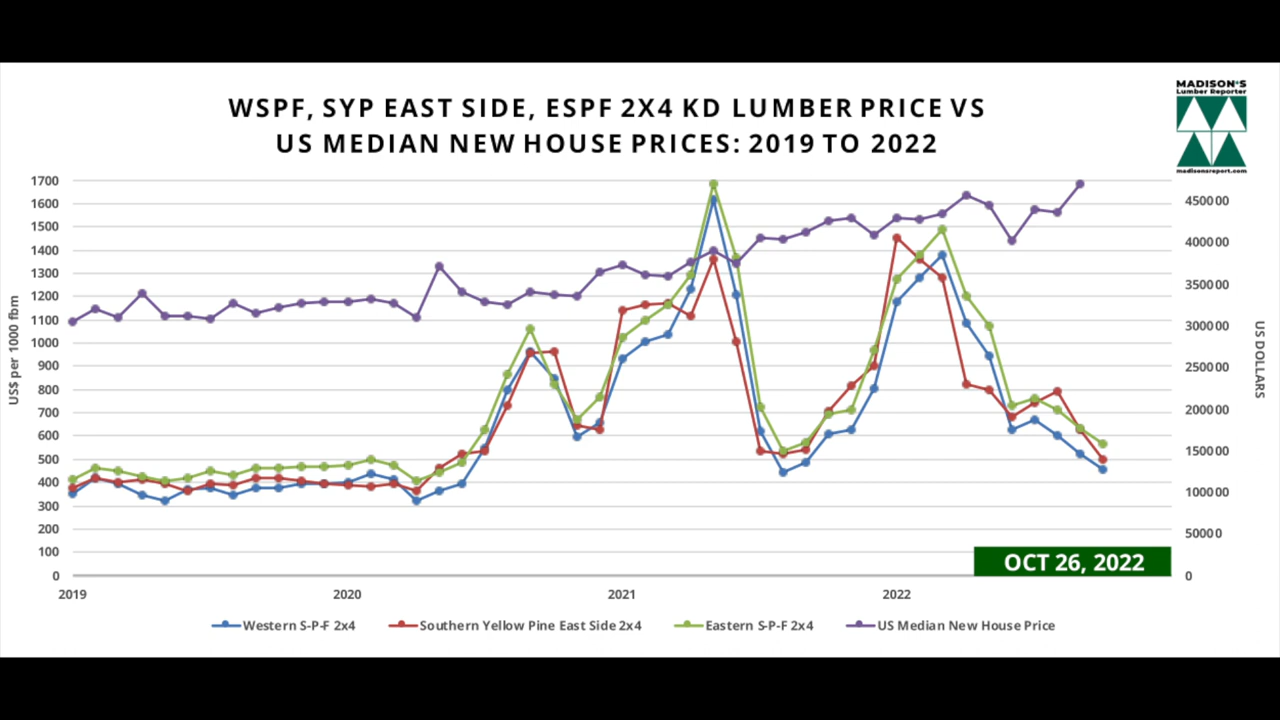 MADISON'S
Lumber Reporter
madisonsreport.com
WSPF, SYP EAST SIDE, ESPF 2X4 KD LUMBER PRICE VS
US MEDIAN NEW HOUSE PRICES: 2019 TO 2022
US$ per 1000 fbm
1700
1600
1500
1400
1300
1200
1100
1000
900
800
700
600
500
400
300
200
100
0
450000
400000
350000
300000
250000
200000
150000
100000
50000
0
US DOLLARS
OCT 26, 2022
2019 2020 2021 2022
Western S-P-F 2x4 Southern Yellow Pine East Side 2x4 Eastern S-P-F 2x4 US Median New House Price